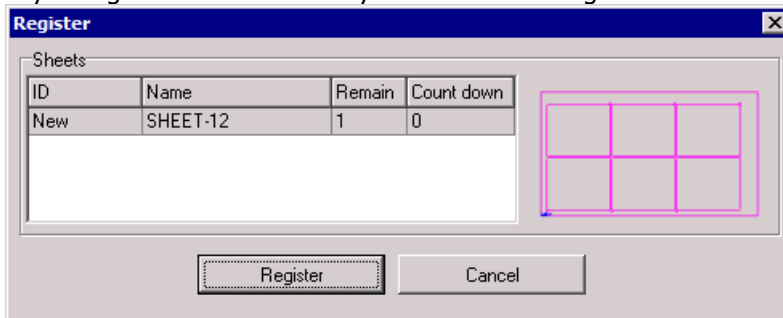 Register
Sheets
ID Name Remain Count down
New SHEET-12 1 0
Register Cancel